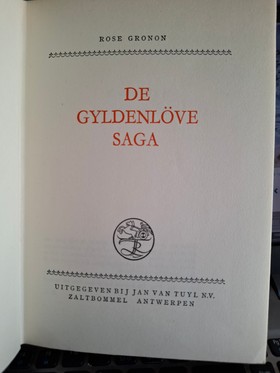 ROSE GRONON
DE
GYLDENLÖVE
SAGA
UITGEGEVEN BIJ JAN VAN TUYL N.V.
ZALTBOMMEL ANTWERPEN